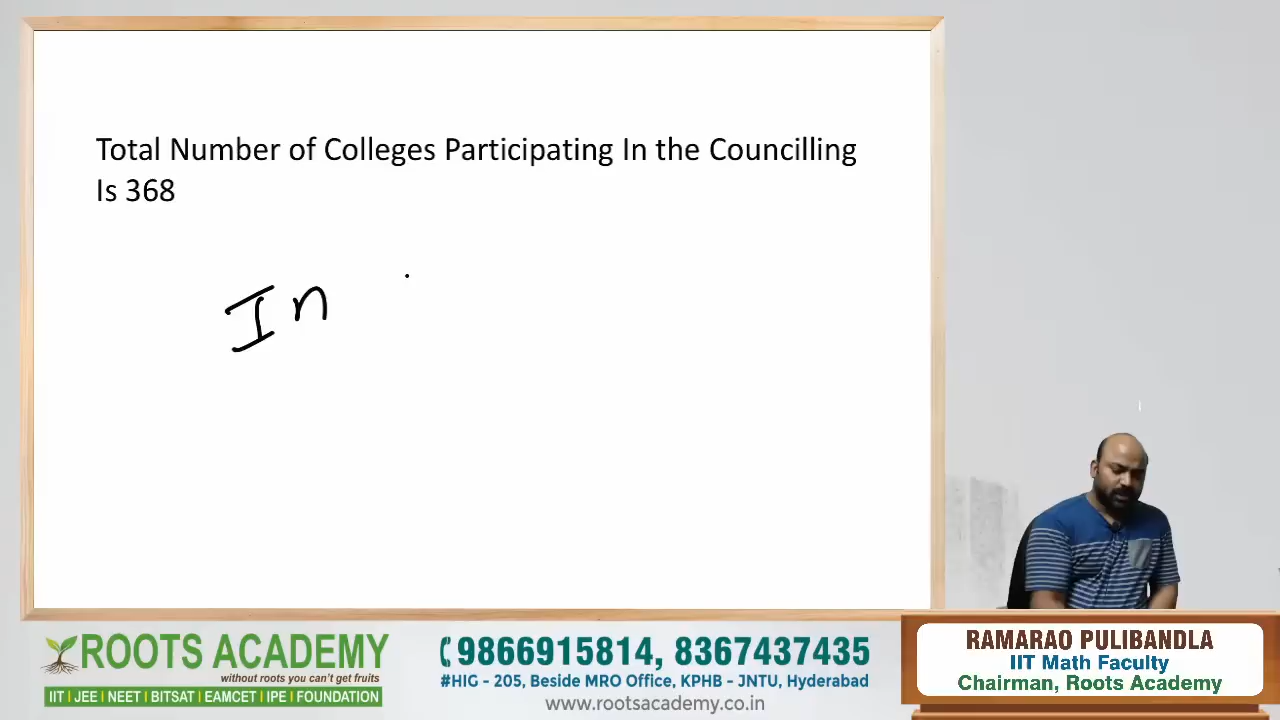 Total Number of Colleges Participating In the Councilling
Is 368
In
ROOTS ACADEMY
without roots you can't get fruits
IIT | JEE | NEET | BITSAT | EAMCET | IPE | FOUNDATION
9866915814, 8367437435
#HIG - 205, Beside MRO Office, KPHB - JNTU, Hyderabad
www.rootsacademy.co.in
RAMARAO PULIBANDLA
IIT Math Faculty
Chairman, Roots Academy